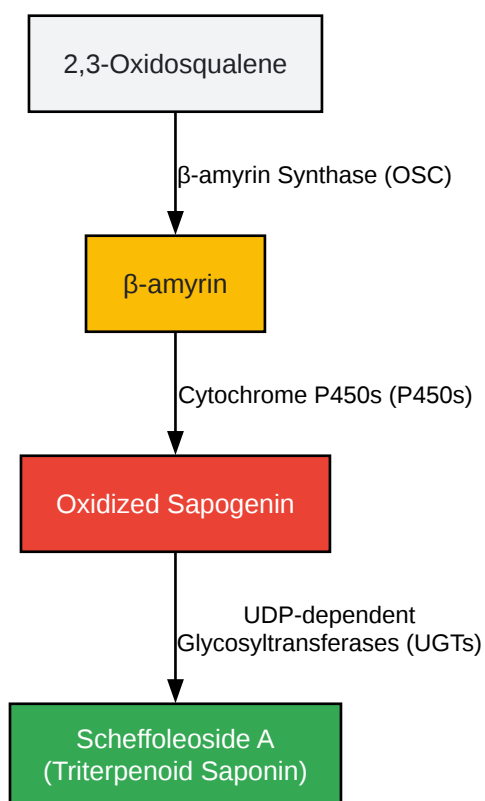 2,3-Oxidosqualene
β-amyrin Synthase (OSC)
β-amyrin
Cytochrome P450s (P450s)
Oxidized Sapogenin
UDP-dependent
Glycosyltransferases (UGTs)
Scheffoleoside A
(Triterpenoid Saponin)